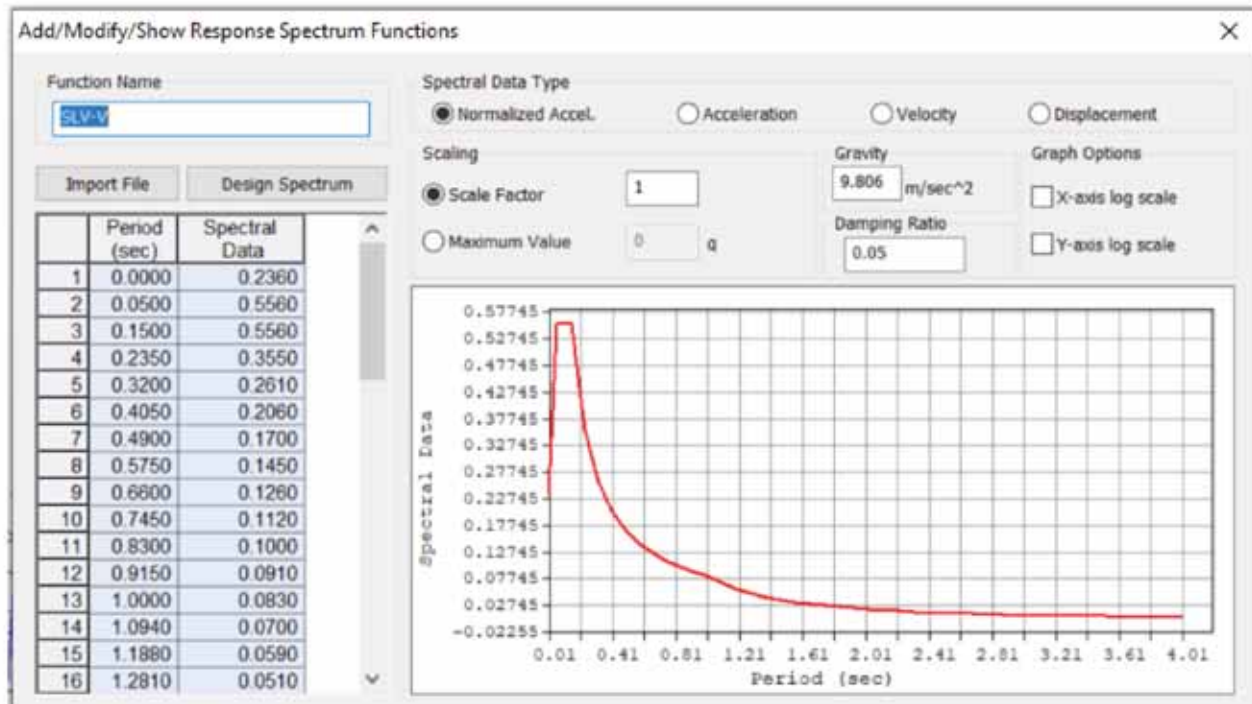 Add/Modify/Show Response Spectrum Functions
Function Name
SLV-V
Import File
Design Spectrum
Period (sec) Spectral Data
1 0.0000 0.2360
2 0.0500 0.5560
3 0.1500 0.5560
4 0.2350 0.3550
5 0.3200 0.2610
6 0.4050 0.2060
7 0.4900 0.1700
8 0.5750 0.1450
9 0.6600 0.1260
10 0.7450 0.1120
11 0.8300 0.1000
12 0.9150 0.0910
13 1.0000 0.0830
14 1.0940 0.0700
15 1.1880 0.0590
16 1.2810 0.0510
Spectral Data Type
Normalized Accel. Acceleration Velocity Displacement
Scaling
Scale Factor 1
Maximum Value 0 g
Gravity
9.806 m/sec^2
Damping Ratio
0.05
Graph Options
X-axis log scale
Y-axis log scale
Spectral Data
0.57745
0.52745
0.47745
0.42745
0.37745
0.32745
0.27745
0.22745
0.17745
0.12745
0.07745
0.02745
-0.02255
0.01 0.41 0.81 1.21 1.61 2.01 2.41 2.81 3.21 3.61 4.01
Period (sec)